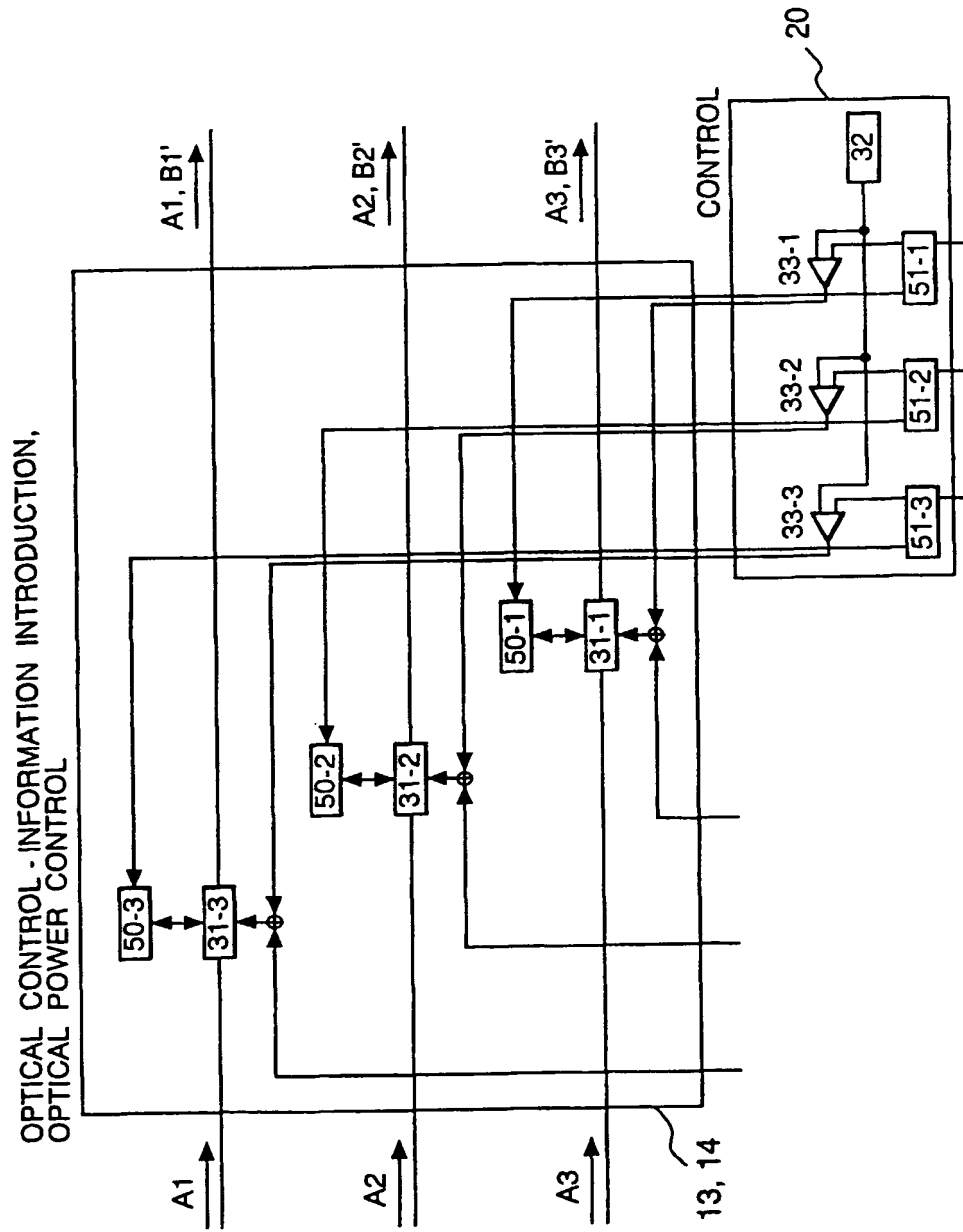 OPTICAL CONTROL - INFORMATION INTRODUCTION,
OPTICAL POWER CONTROL
A1
A1, B1'
50-3
31-3
A2
A2, B2'
50-2
31-2
A3
A3, B3'
50-1
31-1
13, 14
CONTROL
20
32
33-3
33-2
33-1
51-3
51-2
51-1